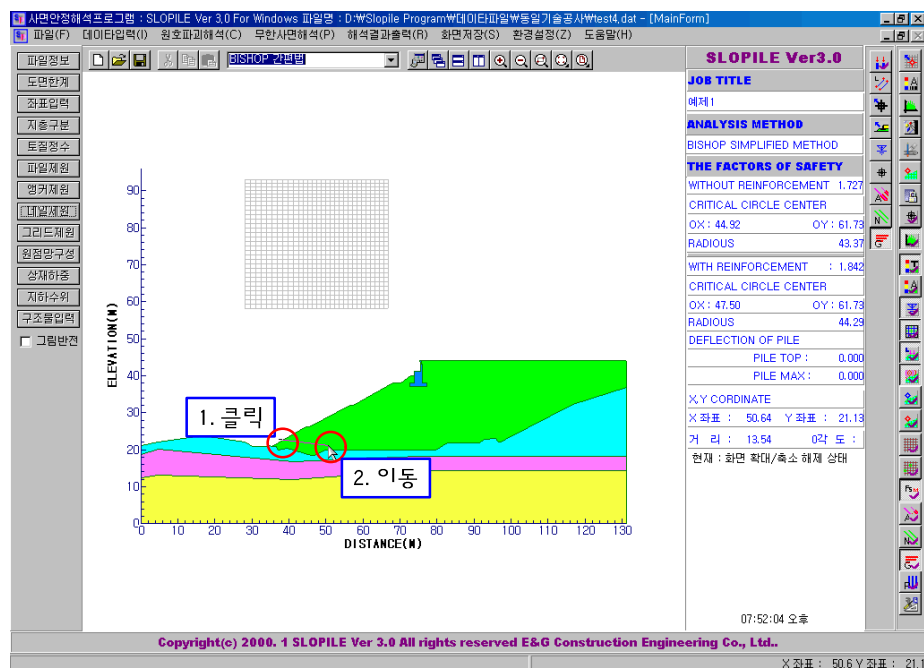 사면안정해석프로그램 : SLOPILE Ver 3,0 For Windows 파일명 : D:₩Slopile Program₩데이타파일₩동일기술공사₩test4,dat - [MainForm]
파일(F) 데이타입력(I) 원호파괴해석(C) 무한사면해석(P) 해석결과출력(R) 화면저장(S) 환경설정(Z) 도움말(H)
파일정보
도면한계
좌표입력
지층구분
토질정수
파일제원
앵커제원
네일제원
그리드제원
원점망구성
상재하중
지하수위
구조물입력
그림반전
BISHOP 간편법
ELEVATION(M)
90
80
70
60
50
40
30
20
10
0
0 10 20 30 40 50 60 70 80 90 100 110 120 130
DISTANCE(M)
1. 클릭
2. 이동
SLOPILE Ver3.0
JOB TITLE
예제1
ANALYSIS METHOD
BISHOP SIMPLIFIED METHOD
THE FACTORS OF SAFETY
WITHOUT REINFORCEMENT 1.727
CRITICAL CIRCLE CENTER
OX : 44.92 OY : 61.73
RADIOUS 43.37
WITH REINFORCEMENT : 1.842
CRITICAL CIRCLE CENTER
OX : 47.50 OY : 61.73
RADIOUS 44.29
DEFLECTION OF PILE
PILE TOP : 0.000
PILE MAX : 0.000
X,Y CORDINATE
X 좌표 : 50.64 Y 좌표 : 21.13
거 리 : 13.54 0각 도 :
현재 : 화면 확대/축소 해제 상태
07:52:04 오후
Copyright(c) 2000. 1 SLOPILE Ver 3.0 All rights reserved E&G Construction Engineering Co., Ltd..
X 좌표 : 50.6 Y 좌표 : 21.1